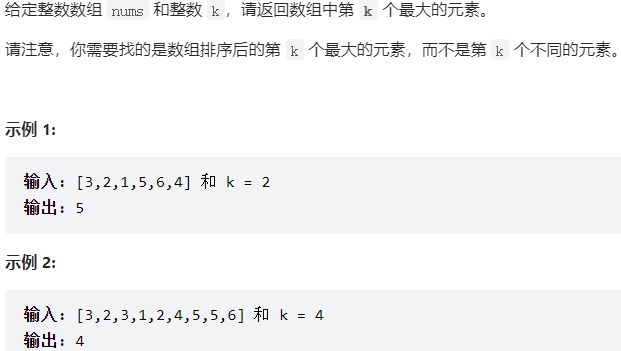 给定整数数组 nums 和整数 k，请返回数组中第 k 个最大的元素。
请注意，你需要找的是数组排序后的第 k 个最大的元素，而不是第 k 个不同的元素。
示例 1:
输入: [3,2,1,5,6,4] 和 k = 2
输出: 5
示例 2:
输入: [3,2,3,1,2,4,5,5,6] 和 k = 4
输出: 4